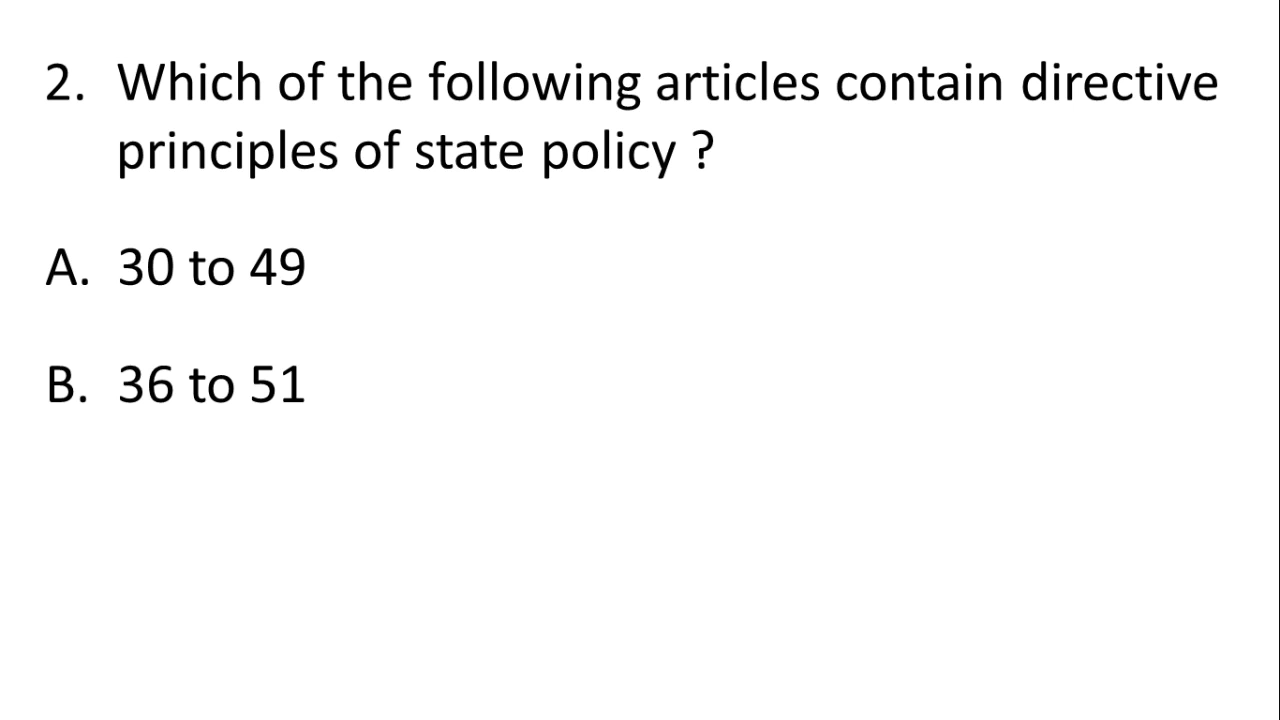 2. Which of the following articles contain directive
principles of state policy ?
A. 30 to 49
B. 36 to 51